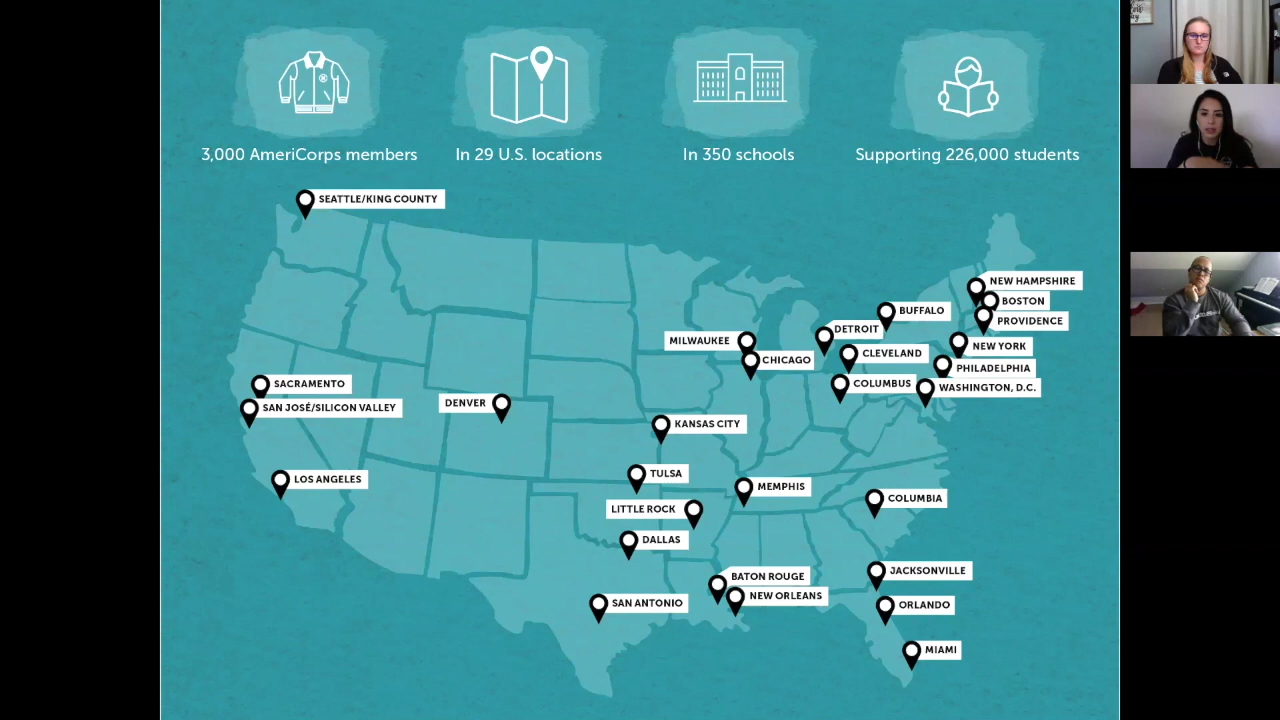 3,000 AmeriCorps members
In 29 U.S. locations
In 350 schools
Supporting 226,000 students
SEATTLE/KING COUNTY
NEW HAMPSHIRE
BOSTON
BUFFALO
PROVIDENCE
DETROIT
MILWAUKEE
NEW YORK
CLEVELAND
CHICAGO
PHILADELPHIA
SACRAMENTO
COLUMBUS
WASHINGTON, D.C.
DENVER
SAN JOSÉ/SILICON VALLEY
KANSAS CITY
TULSA
LOS ANGELES
MEMPHIS
COLUMBIA
LITTLE ROCK
DALLAS
JACKSONVILLE
BATON ROUGE
NEW ORLEANS
SAN ANTONIO
ORLANDO
MIAMI